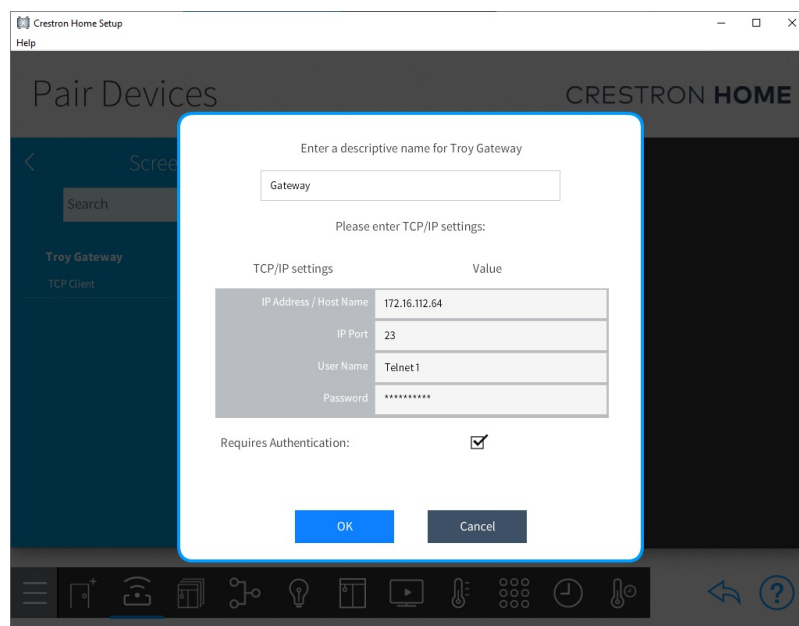 Crestron Home Setup
Help
Pair Devices
CRESTRON HOME
Scree
Search
Troy Gateway
TCP Client
Enter a descriptive name for Troy Gateway
Gateway
Please enter TCP/IP settings:
TCP/IP settings Value
IP Address / Host Name 172.16.112.64
IP Port 23
User Name Telnet1
Password **********
Requires Authentication:
OK Cancel
?